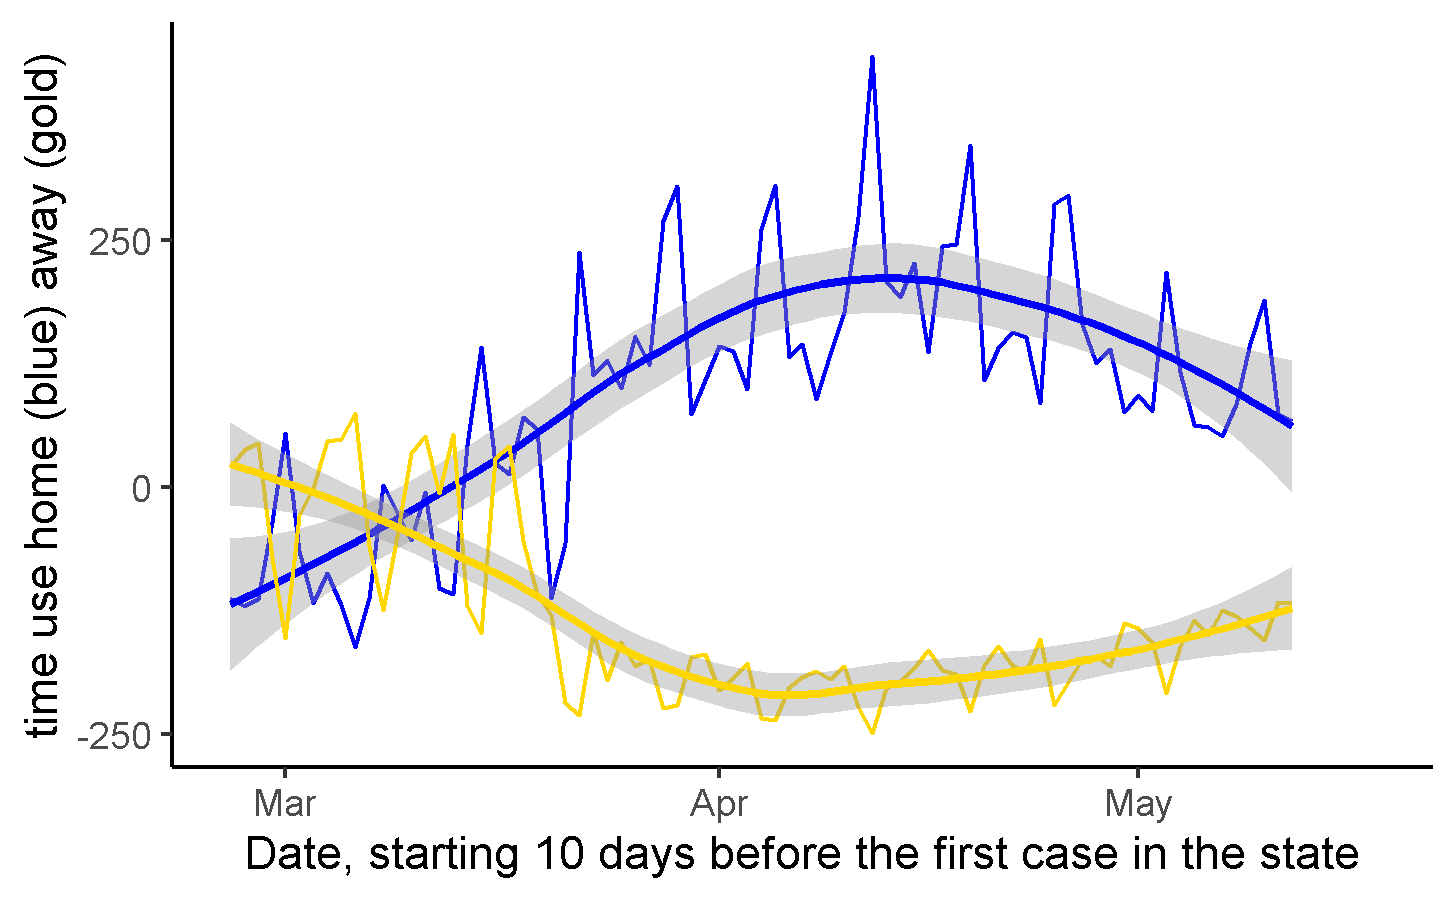 time use home (blue) away (gold)
250
0
-250
Mar
Apr
May
Date, starting 10 days before the first case in the state